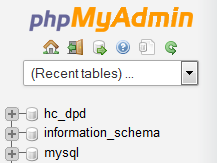 phpMyAdmin
(Recent tables) ...
hc_dpd
information_schema
mysql